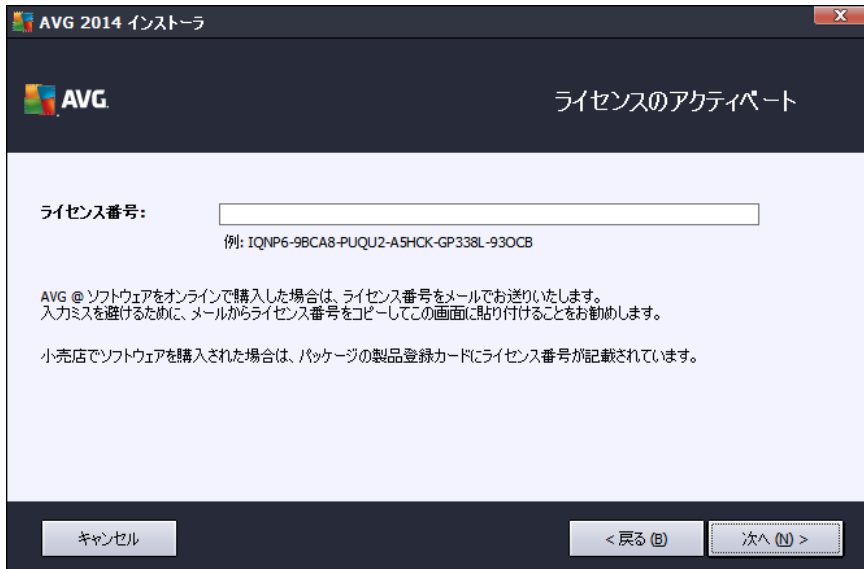 AVG 2014 インストーラ
AVG.
ライセンスのアクティベート
ライセンス番号:
例: IQNP6-9BCA8-PUQU2-A5HCK-GP338L-93OCB
AVG @ ソフトウェアをオンラインで購入した場合は、ライセンス番号をメールでお送りいたします。
入力ミスを避けるために、メールからライセンス番号をコピーしてこの画面に貼り付けることをお勧めします。
小売店でソフトウェアを購入された場合は、パッケージの製品登録カードにライセンス番号が記載されています。
キャンセル
< 戻る (B)
次へ (N) >